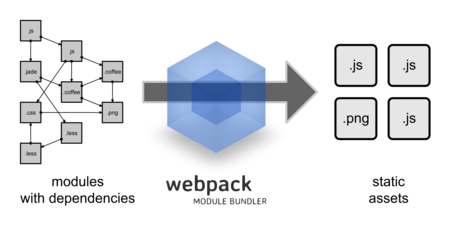 .js
.js
.jade
.coffee
.coffee
.css
.png
.less
.less
modules
with dependencies
webpack
MODULE BUNDLER
.js
.js
.png
.js
static
assets